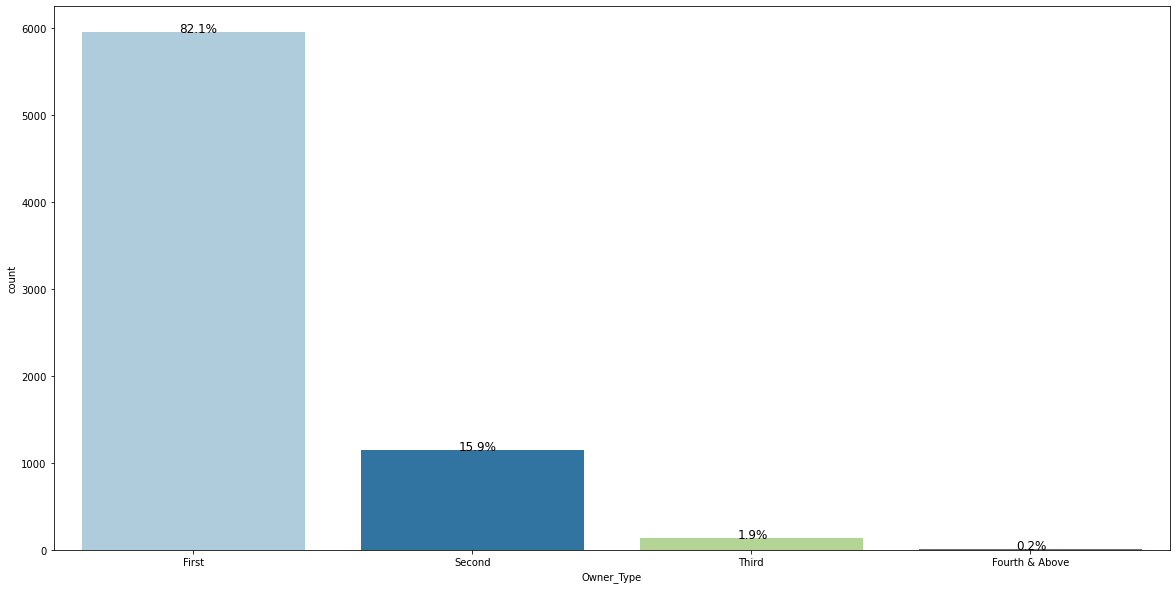 6000
5000
4000
3000
2000
1000
0
count
82.1%
15.9%
1.9%
0.2%
First
Second
Third
Fourth & Above
Owner_Type